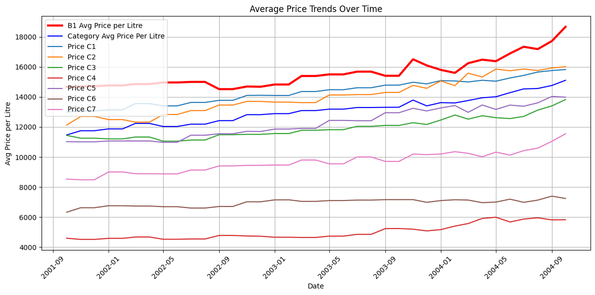 Average Price Trends Over Time
B1 Avg Price per Litre
Category Avg Price Per Litre
Price C1
Price C2
Price C3
Price C4
Price C5
Price C6
Price C7
Avg Price per Litre
18000
16000
14000
12000
10000
8000
6000
4000
2001-09
2002-01
2002-05
2002-09
2003-01
2003-05
2003-09
2004-01
2004-05
2004-09
Date